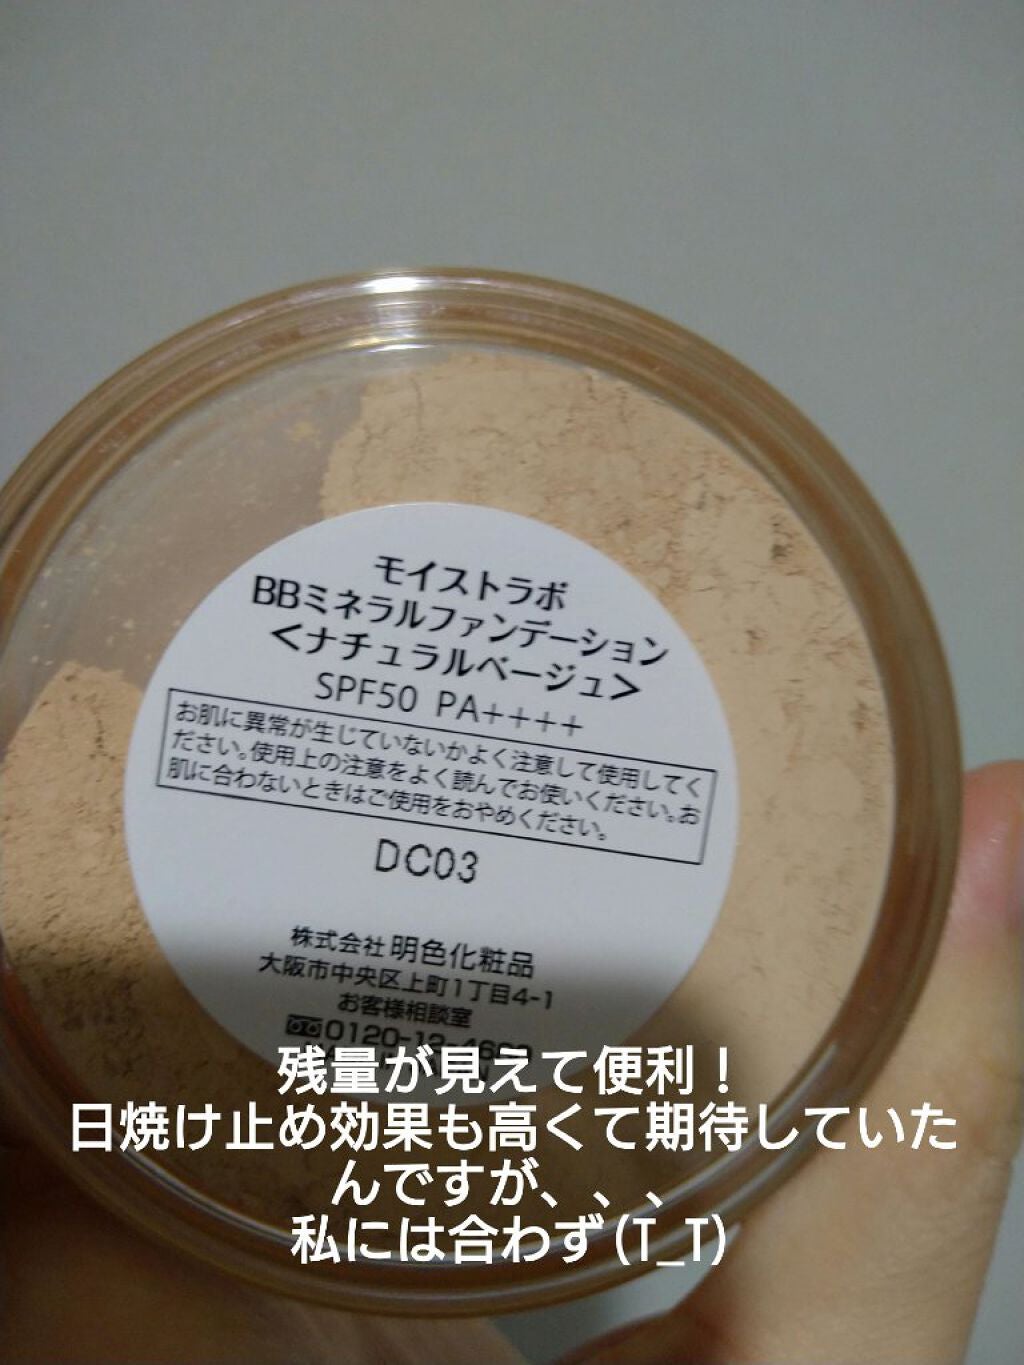 モイストラボ
BBミネラルファンデーション
<ナチュラルベージュ>
SPF50 PA++++
お肌に異常が生じていないかよく注意して使用してく
ださい。使用上の注意をよく読んでお使いください。お
肌に合わないときはご使用をおやめください。
DC03
株式会社 明色化粧品
大阪市中央区上町1丁目4-1
お客様相談室
0120-12-46
残量が見えて便利！
日焼け止め効果も高くて期待していた
んですが、、、
私には合わず(T_T)